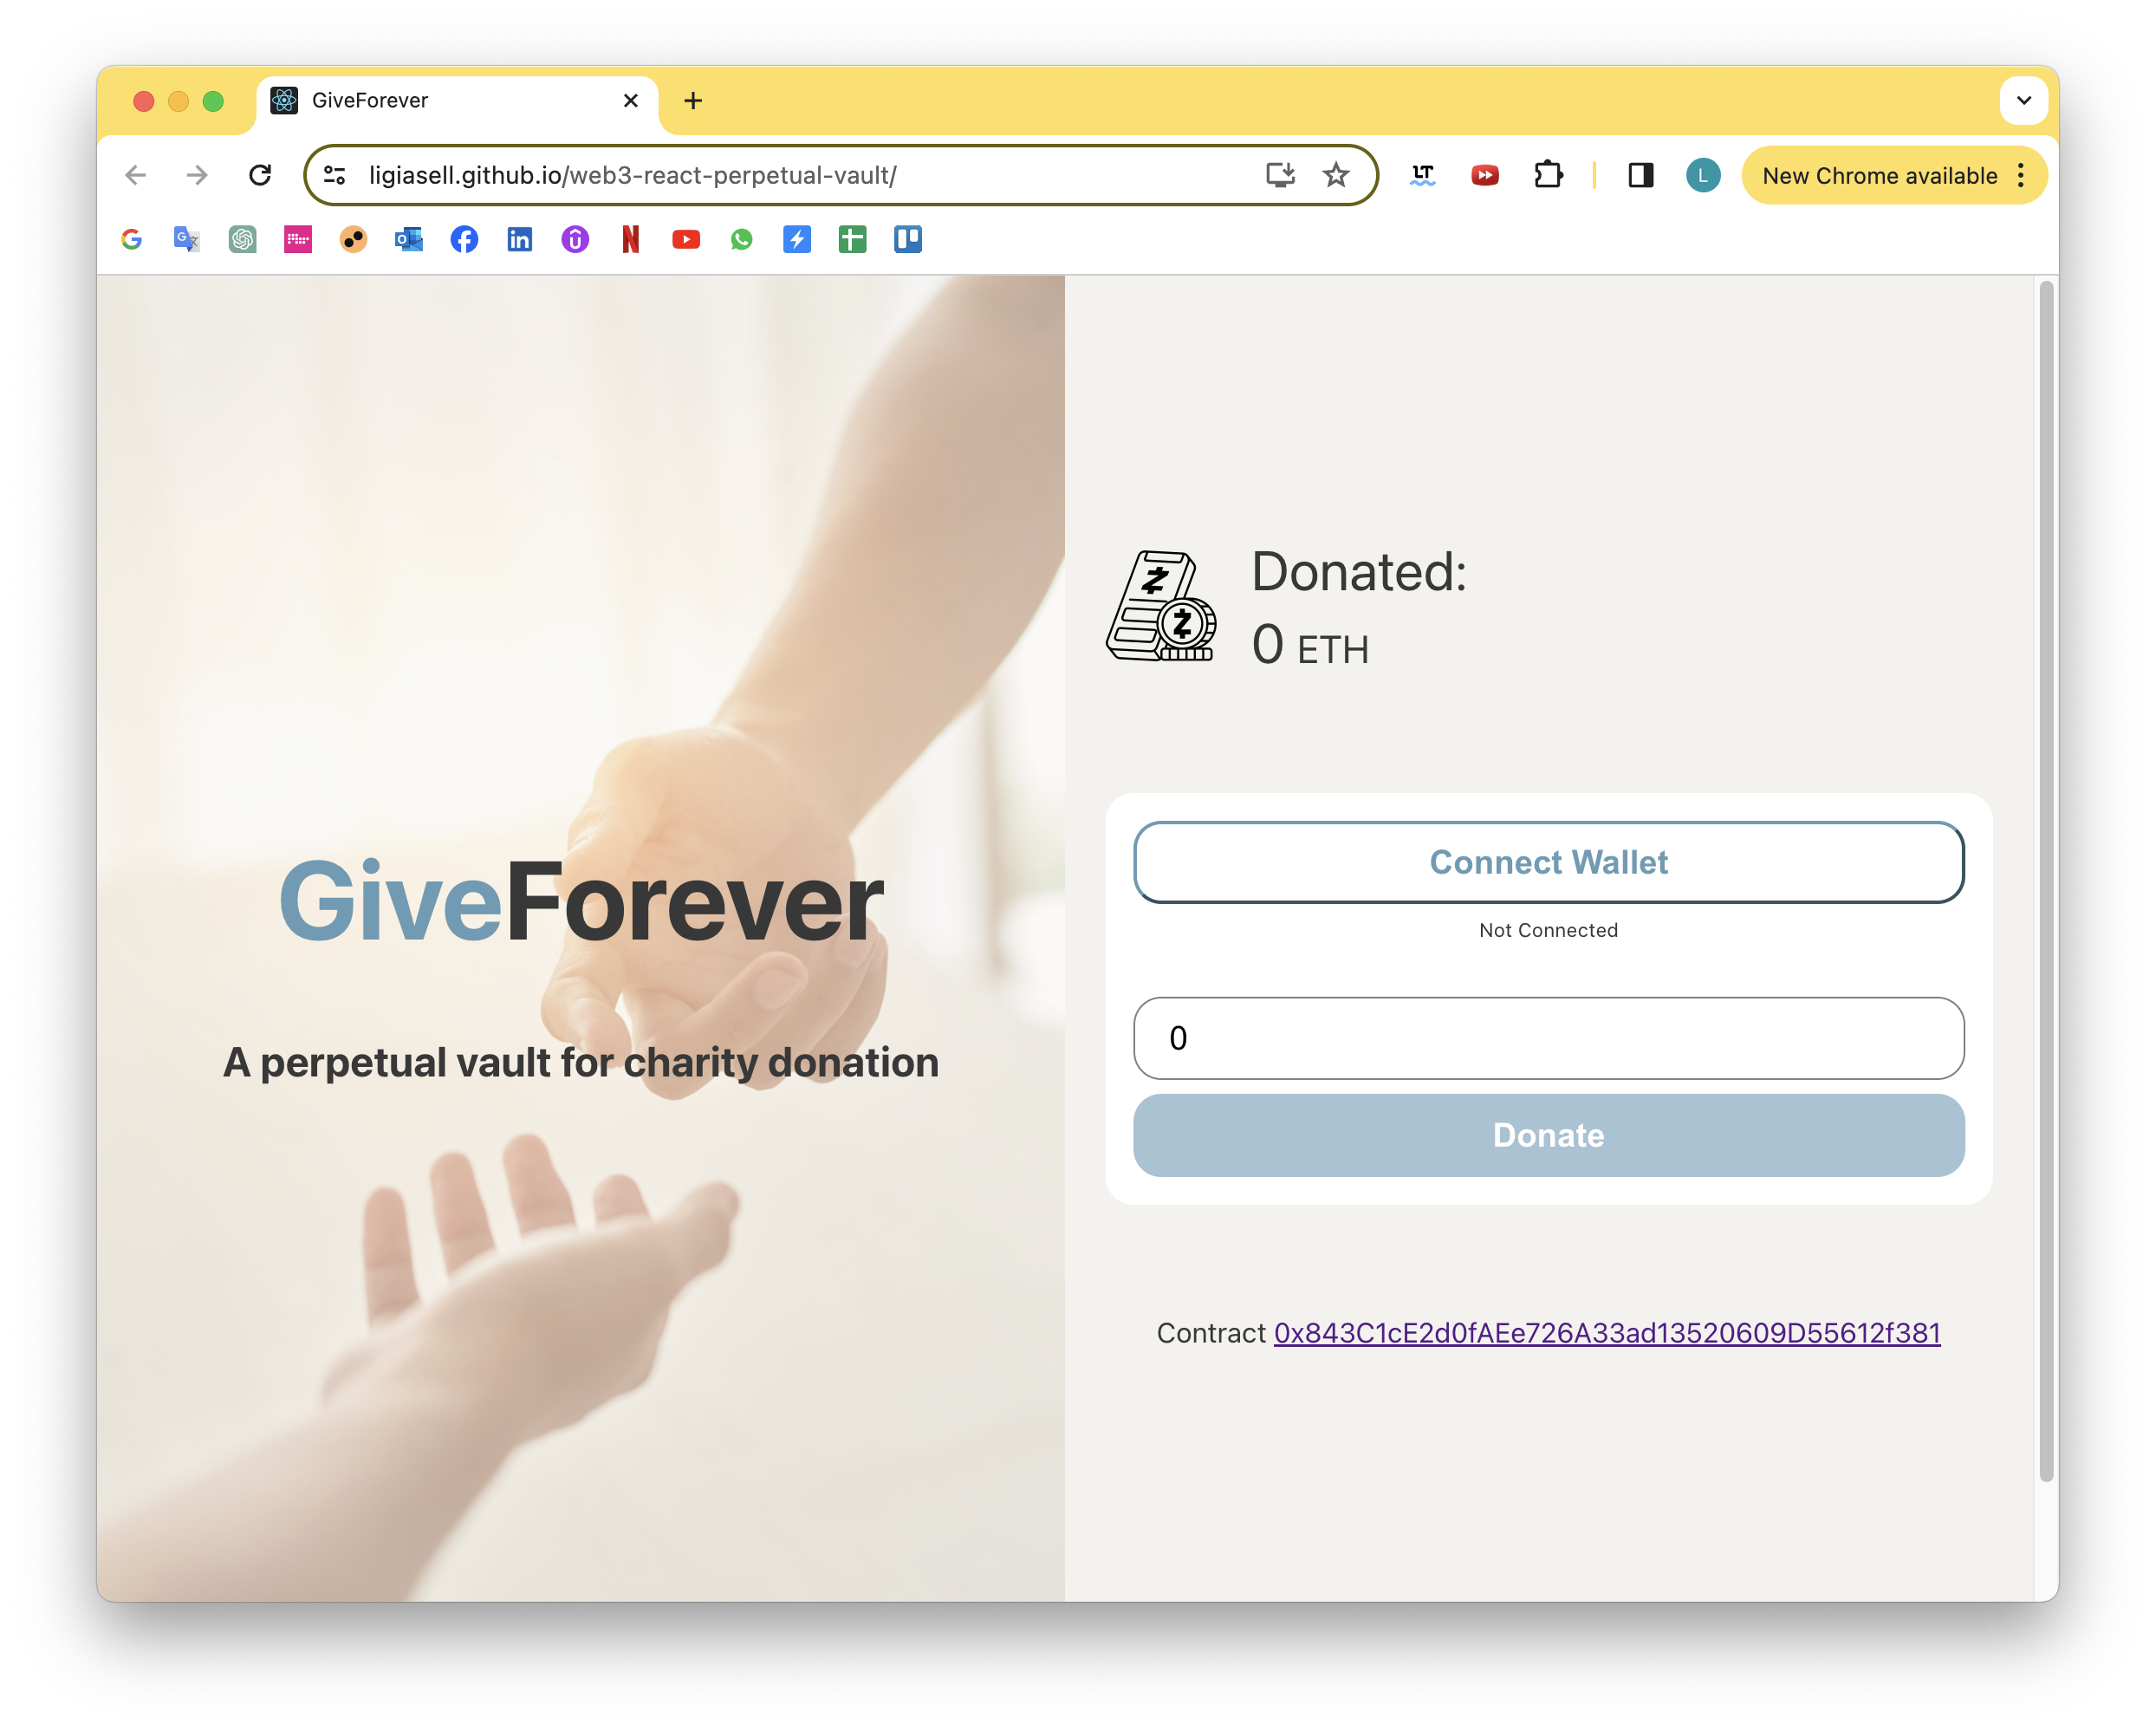 GiveForever
ligiasell.github.io/web3-react-perpetual-vault/
L
New Chrome available
Donated:
0 ETH
GiveForever
A perpetual vault for charity donation
Connect Wallet
Not Connected
0
Donate
Contract 0x843C1cE2d0fAEe726A33ad13520609D55612f381